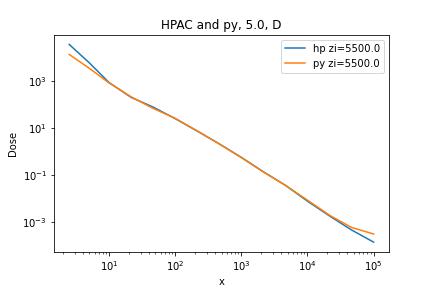 HPAC and py, 5.0, D
hp zi=5500.0
py zi=5500.0
Dose
10³
10¹
10⁻¹
10⁻³
10¹
10²
10³
10⁴
10⁵
x